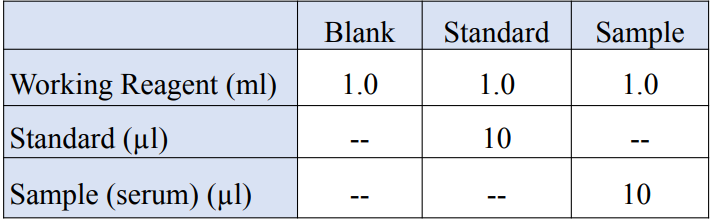 Blank Standard Sample
Working Reagent (ml) 1.0 1.0 1.0
Standard (µl) -- 10 --
Sample (serum) (µl) -- -- 10